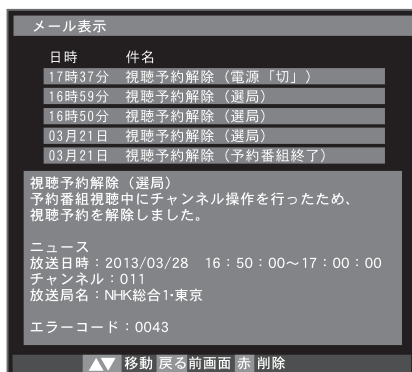 メール表示
日時 件名
17時37分 視聴予約解除（電源「切」）
16時59分 視聴予約解除（選局）
16時50分 視聴予約解除（選局）
03月21日 視聴予約解除（選局）
03月21日 視聴予約解除（予約番組終了）
視聴予約解除（選局）
予約番組視聴中にチャンネル操作を行ったため、
視聴予約を解除しました。
ニュース
放送日時：2013/03/28 16：50：00～17：00：00
チャンネル：011
放送局名：NHK総合1・東京
エラーコード：0043
▲▼ 移動 戻る 前画面 赤 削除